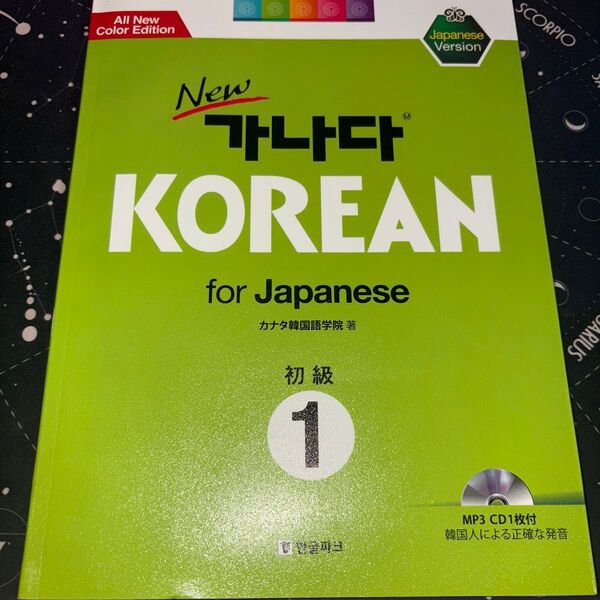 All New
Color Edition
Japanese
Version
SCORPIO
New
가나다
KOREAN
for Japanese
カナタ韓国語学院 著
初級
1
MP3 CD1枚付
韓国人による正確な発音
한글파크